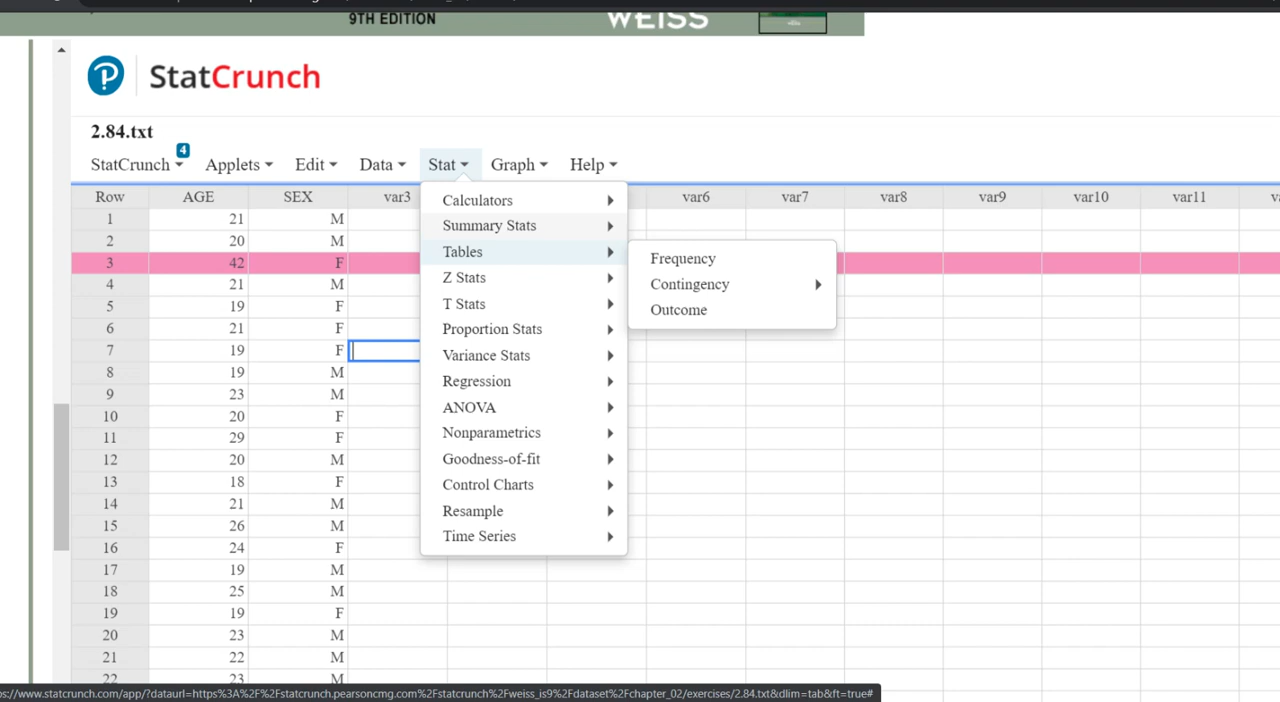 9TH EDITION WEISS
P StatCrunch
2.84.txt
StatCrunch 4 Applets Edit Data Stat Graph Help
Row AGE SEX var3 var6 var7 var8 var9 var10 var11
1 21 M
2 20 M
3 42 F
4 21 M
5 19 F
6 21 F
7 19 F
8 19 M
9 23 M
10 20 F
11 29 F
12 20 M
13 18 F
14 21 M
15 26 M
16 24 F
17 19 M
18 25 M
19 19 F
20 23 M
21 22 M
22 23 M
Calculators
Summary Stats
Tables
Z Stats
T Stats
Proportion Stats
Variance Stats
Regression
ANOVA
Nonparametrics
Goodness-of-fit
Control Charts
Resample
Time Series
Frequency
Contingency
Outcome
ps://www.statcrunch.com/app/?dataurl=https%3A%2F%2Fstatcrunch.pearsoncmg.com%2Fstatcrunch%2Fweiss_is9%2Fdataset%2Fchapter_02/exercises/2.84.txt&dlim=tab&ft=true#